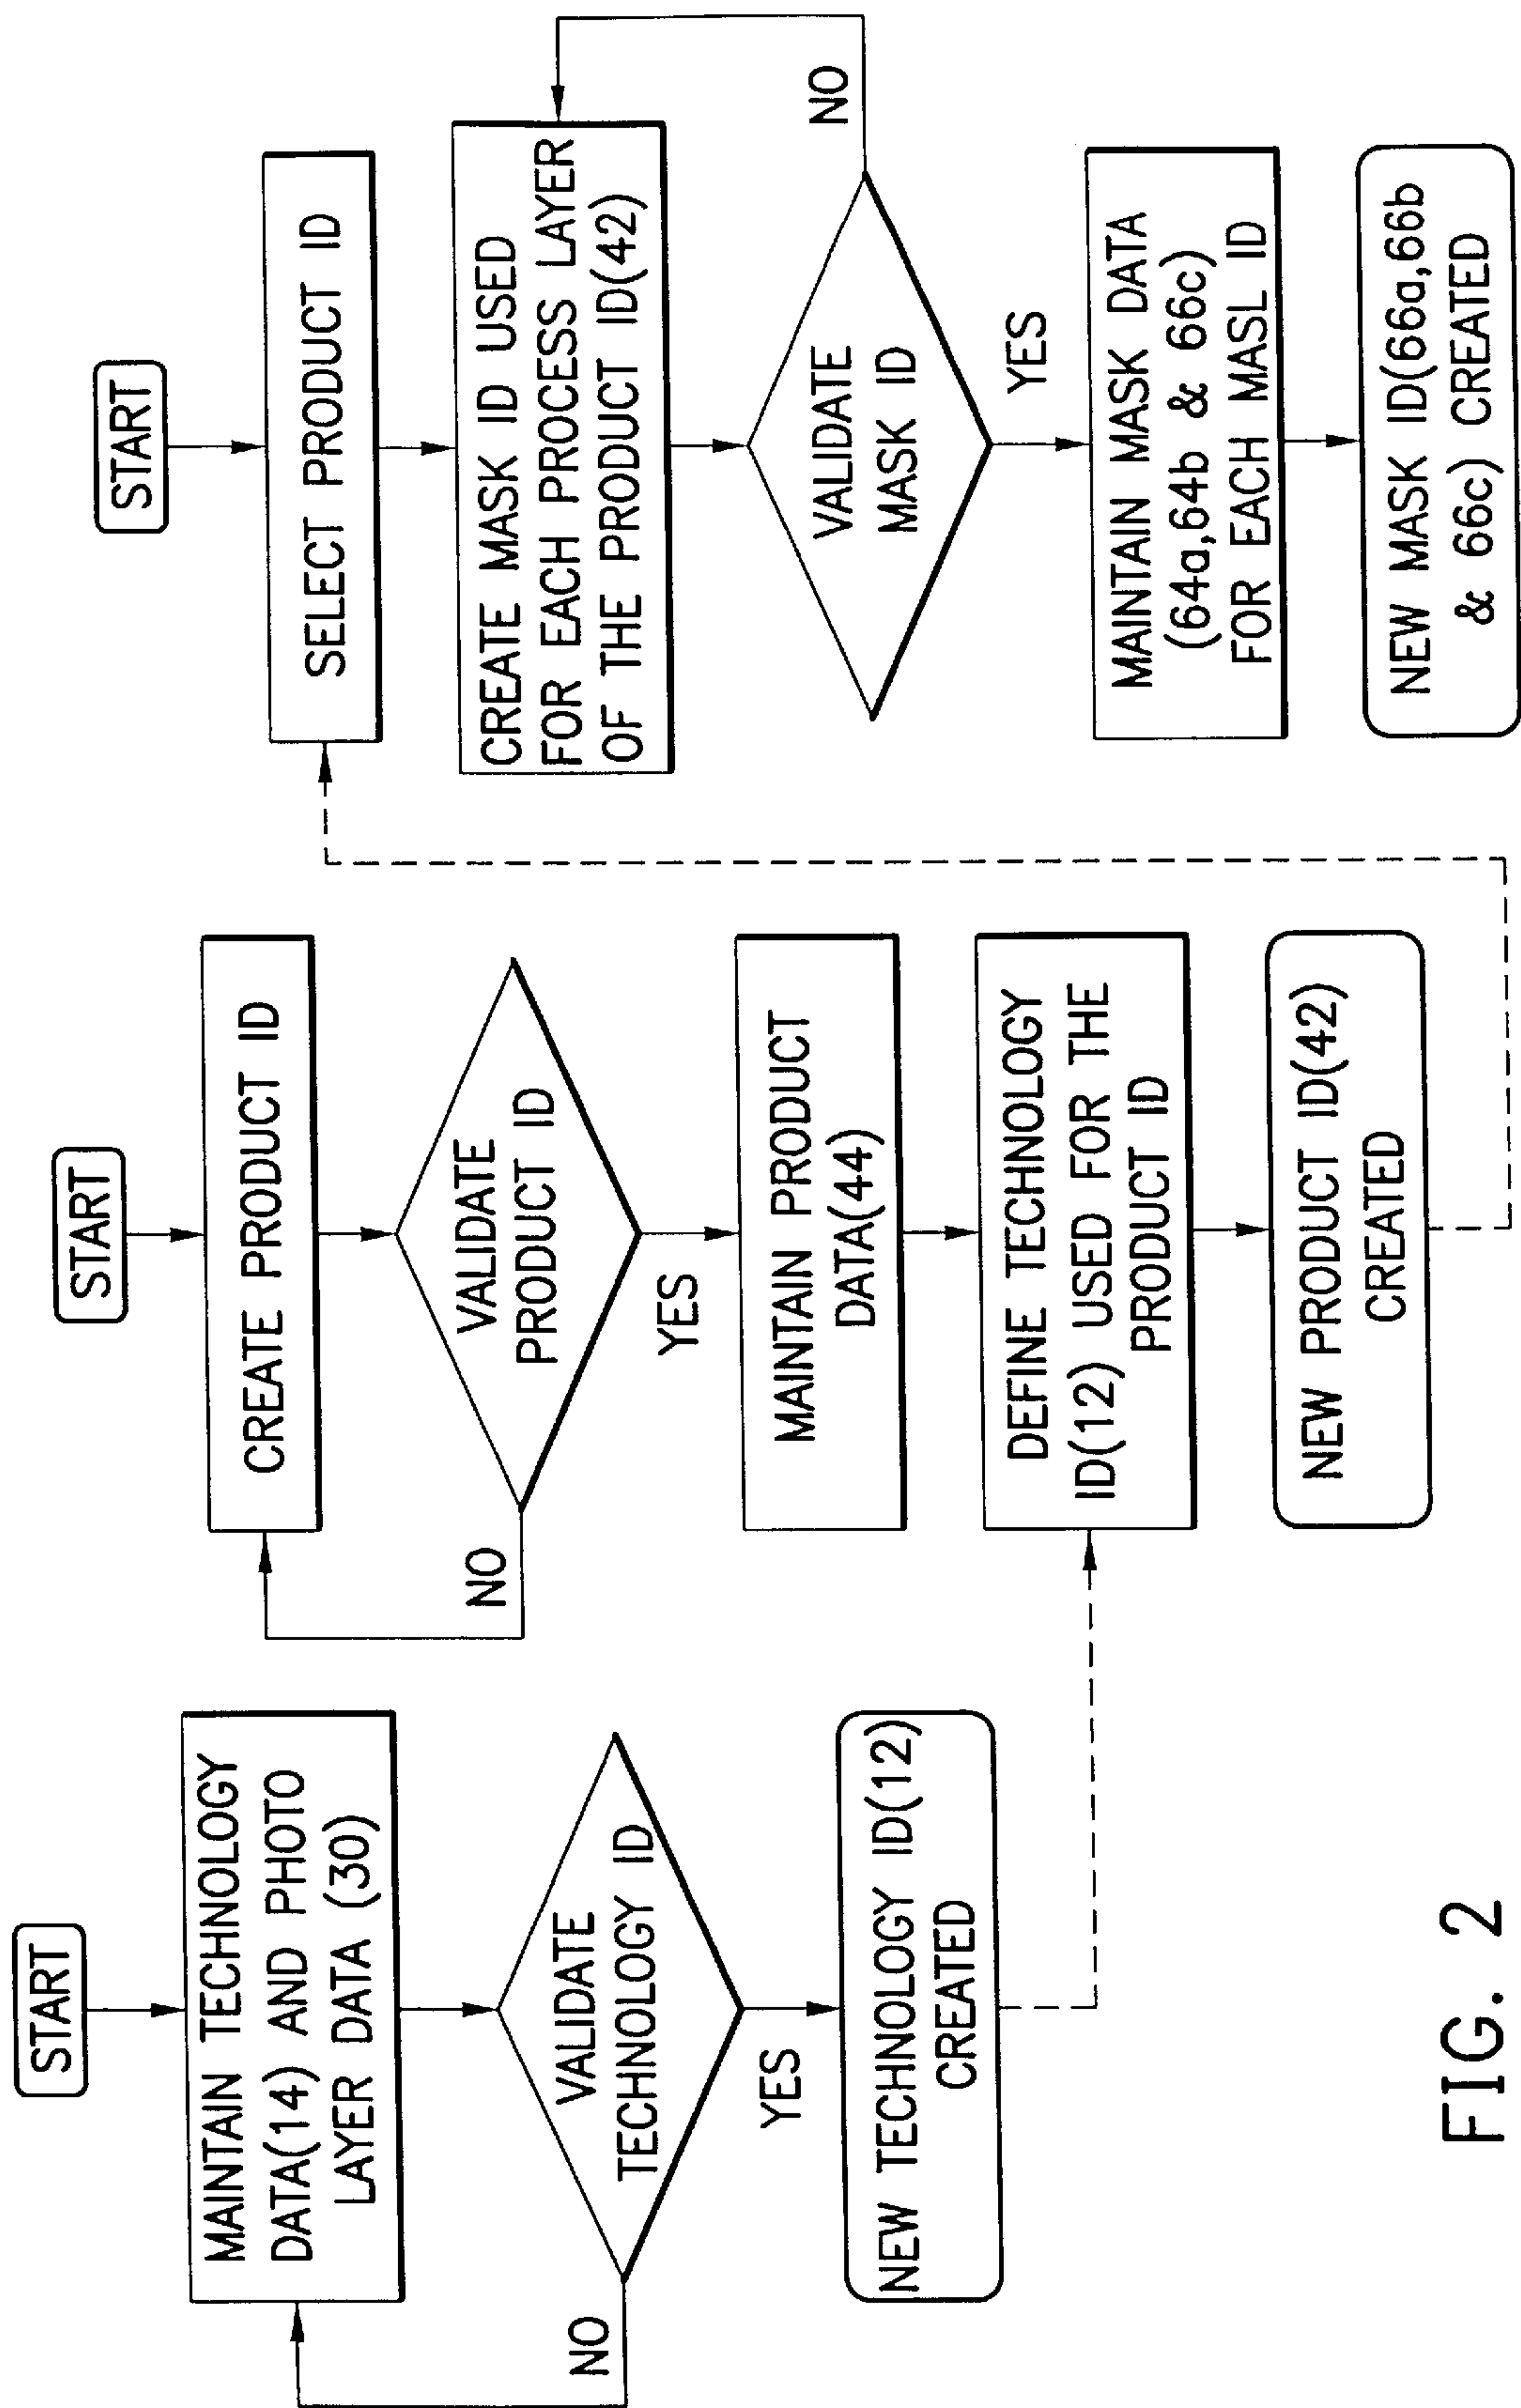 START
MAINTAIN TECHNOLOGY
DATA(14) AND PHOTO
LAYER DATA (30)
VALIDATE
TECHNOLOGY ID
NO
YES
NEW TECHNOLOGY ID(12)
CREATED
START
CREATE PRODUCT ID
VALIDATE
PRODUCT ID
NO
YES
MAINTAIN PRODUCT
DATA(44)
DEFINE TECHNOLOGY
ID(12) USED FOR THE
PRODUCT ID
NEW PRODUCT ID(42)
CREATED
START
SELECT PRODUCT ID
CREATE MASK ID USED
FOR EACH PROCESS LAYER
OF THE PRODUCT ID(42)
VALIDATE
MASK ID
NO
YES
MAINTAIN MASK DATA
(64a,64b & 66c)
FOR EACH MASL ID
NEW MASK ID(66a,66b
& 66c) CREATED
FIG. 2